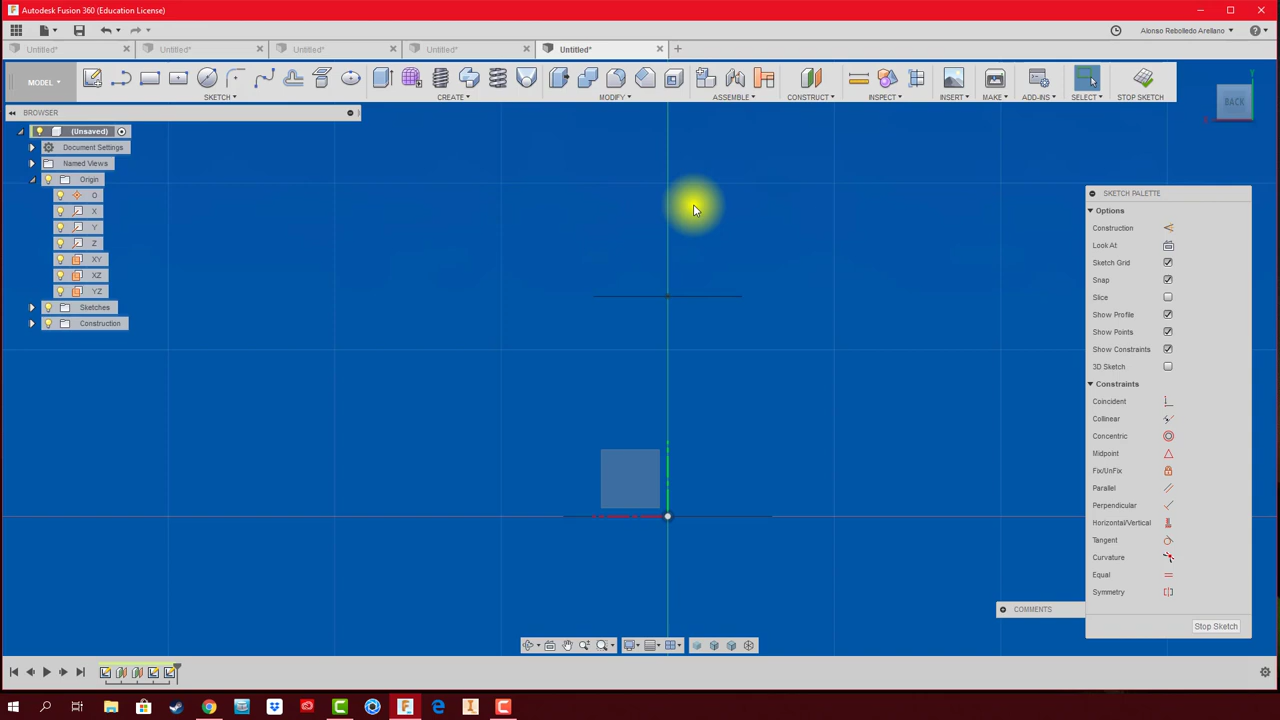 Autodesk Fusion 360 (Education License)
Alonso Rebolledo Arellano
Untitled*
Untitled*
Untitled*
Untitled*
Untitled*
MODEL
SKETCH
CREATE
MODIFY
ASSEMBLE
CONSTRUCT
INSPECT
INSERT
MAKE
ADD-INS
SELECT
STOP SKETCH
BROWSER
(Unsaved)
Document Settings
Named Views
Origin
O
X
Y
Z
XY
XZ
YZ
Sketches
Construction
BACK
Y
SKETCH PALETTE
Options
Construction
Look At
Sketch Grid
Snap
Slice
Show Profile
Show Points
Show Constraints
3D Sketch
Constraints
Coincident
Collinear
Concentric
Midpoint
Fix/UnFix
Parallel
Perpendicular
Horizontal/Vertical
Tangent
Curvature
Equal
Symmetry
Stop Sketch
COMMENTS